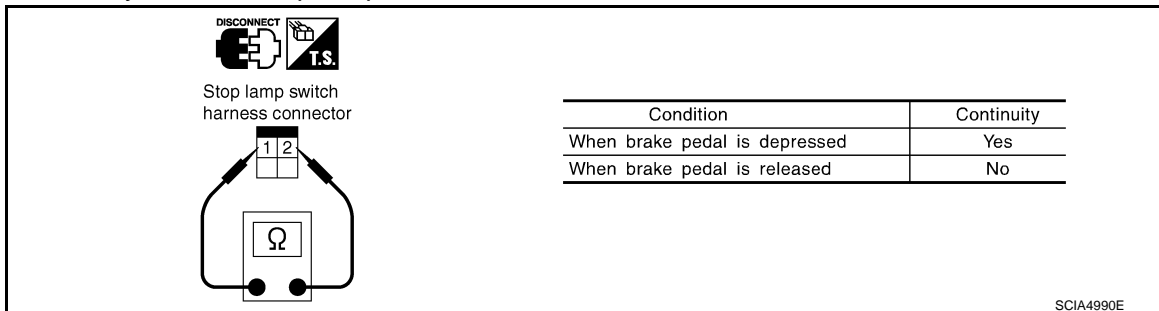 DISCONNECT
T.S.
Stop lamp switch
harness connector
1 2
Ω
Condition Continuity
When brake pedal is depressed Yes
When brake pedal is released No
SCIA4990E